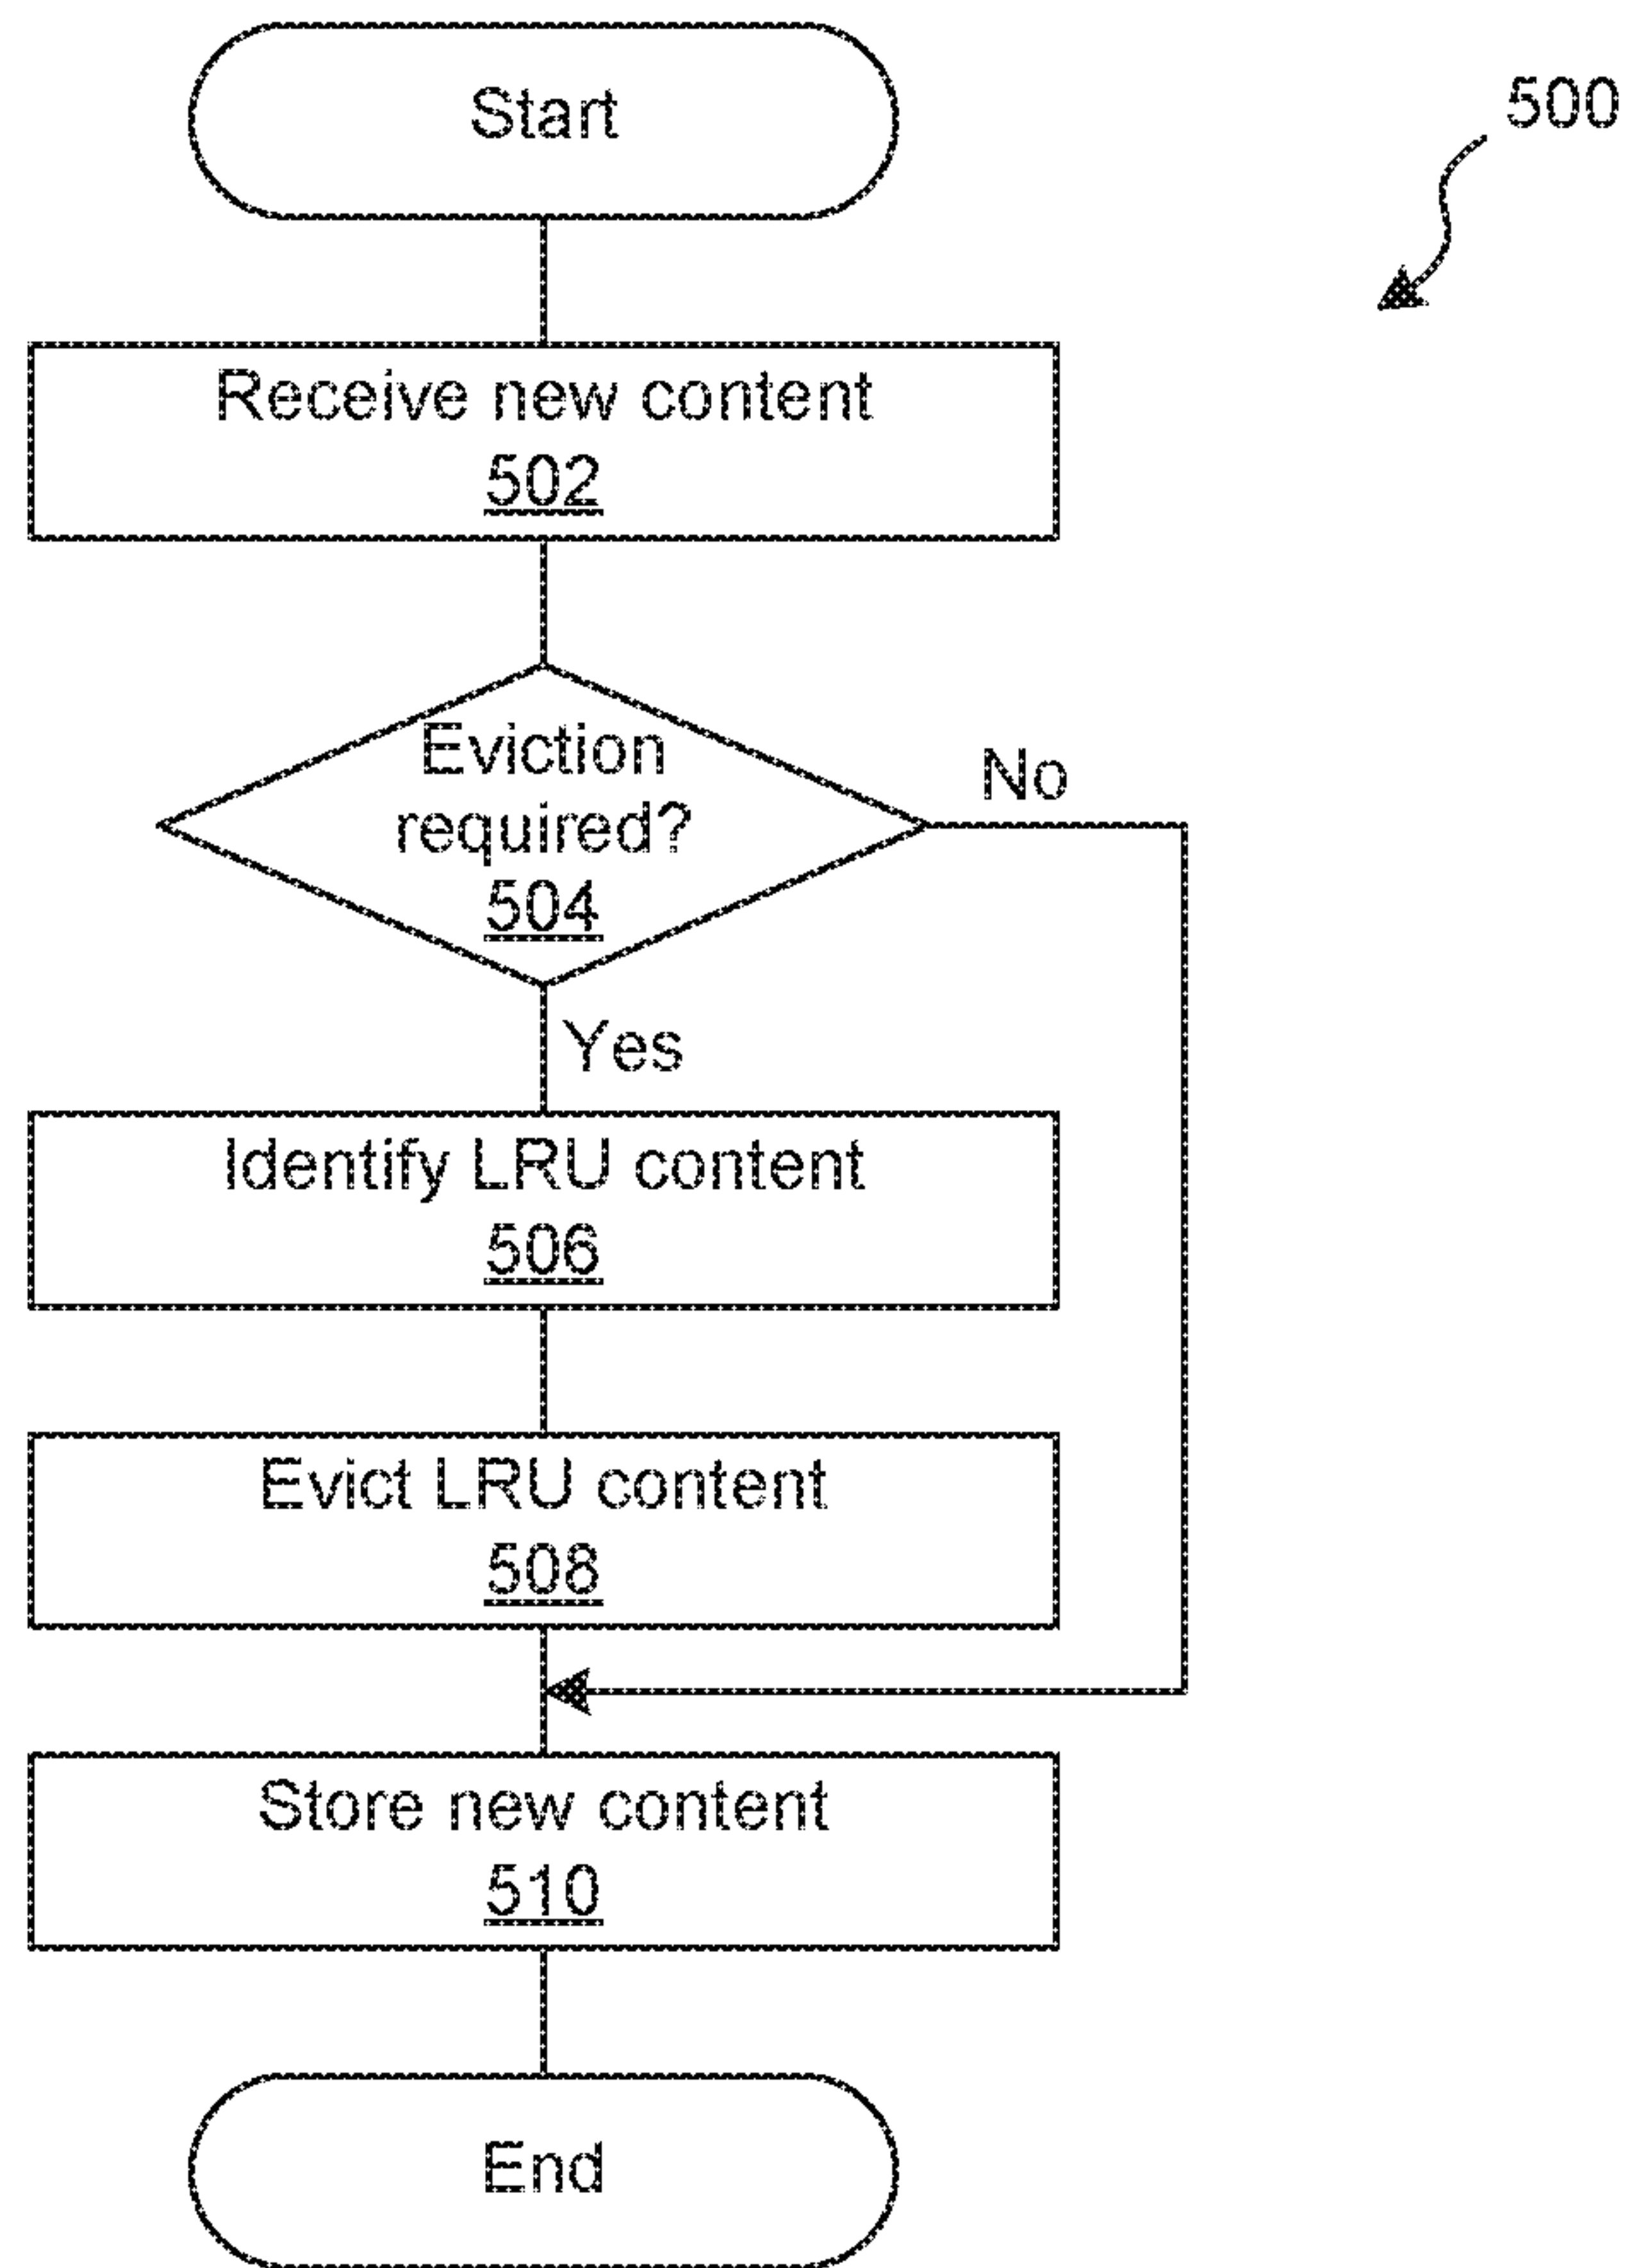 Start
500
Receive new content
502
Eviction
required?
504
No
Yes
Identify LRU content
506
Evict LRU content
508
Store new content
510
End